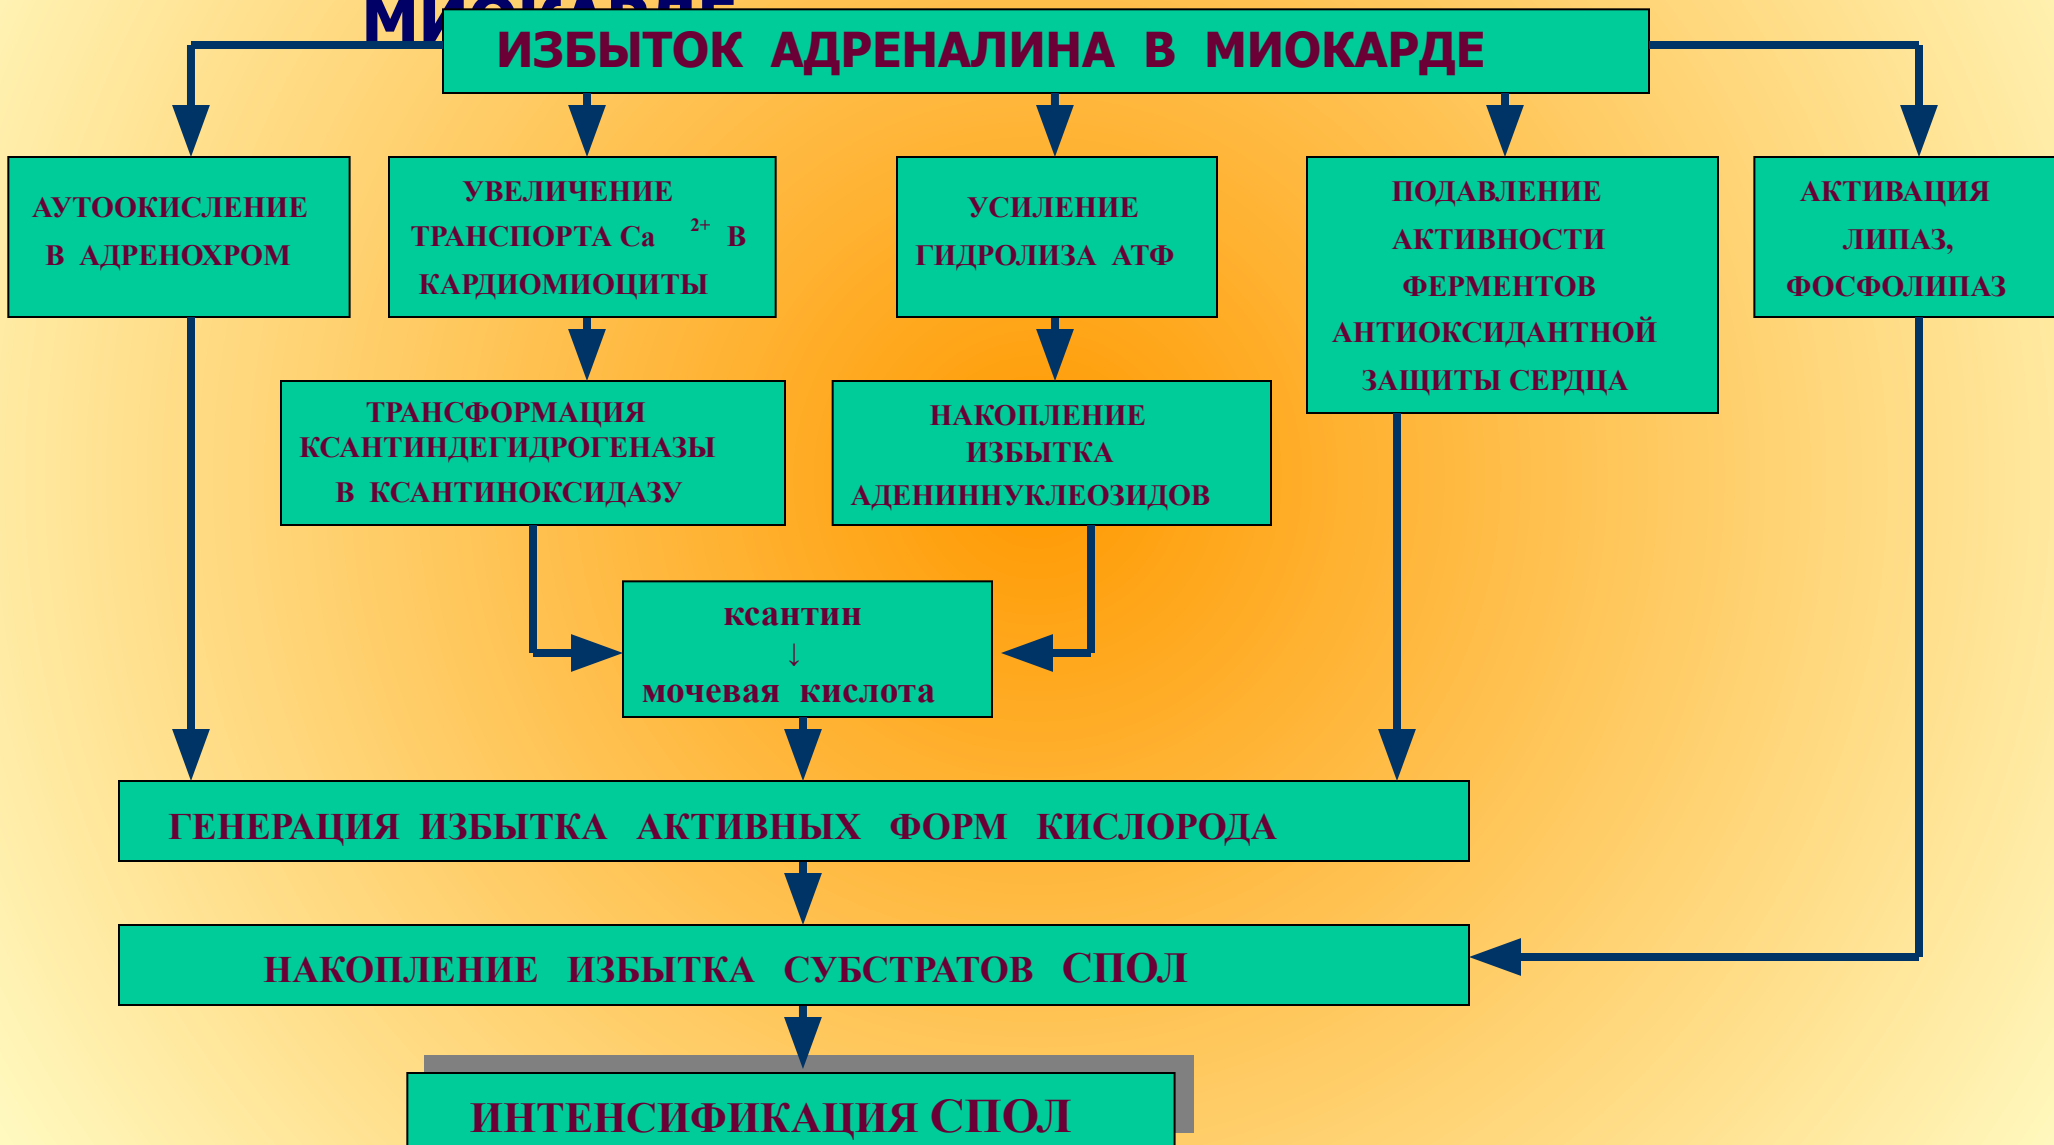 МИОКАРДЕ
ИЗБЫТОК АДРЕНАЛИНА В МИОКАРДЕ
АУТООКИСЛЕНИЕ
В АДРЕНОХРОМ
УВЕЛИЧЕНИЕ
ТРАНСПОРТА Са 2+ В
КАРДИОМИОЦИТЫ
УСИЛЕНИЕ
ГИДРОЛИЗА АТФ
ПОДАВЛЕНИЕ
АКТИВНОСТИ
ФЕРМЕНТОВ
АНТИОКСИДАНТНОЙ
ЗАЩИТЫ СЕРДЦА
АКТИВАЦИЯ
ЛИПАЗ,
ФОСФОЛИПАЗ
ТРАНСФОРМАЦИЯ
КСАНТИНДЕГИДРОГЕНАЗЫ
В КСАНТИНОКСИДАЗУ
НАКОПЛЕНИЕ
ИЗБЫТКА
АДЕНИННУКЛЕОЗИДОВ
ксантин
↓
мочевая кислота
ГЕНЕРАЦИЯ ИЗБЫТКА АКТИВНЫХ ФОРМ КИСЛОРОДА
НАКОПЛЕНИЕ ИЗБЫТКА СУБСТРАТОВ СПОЛ
ИНТЕНСИФИКАЦИЯ СПОЛ